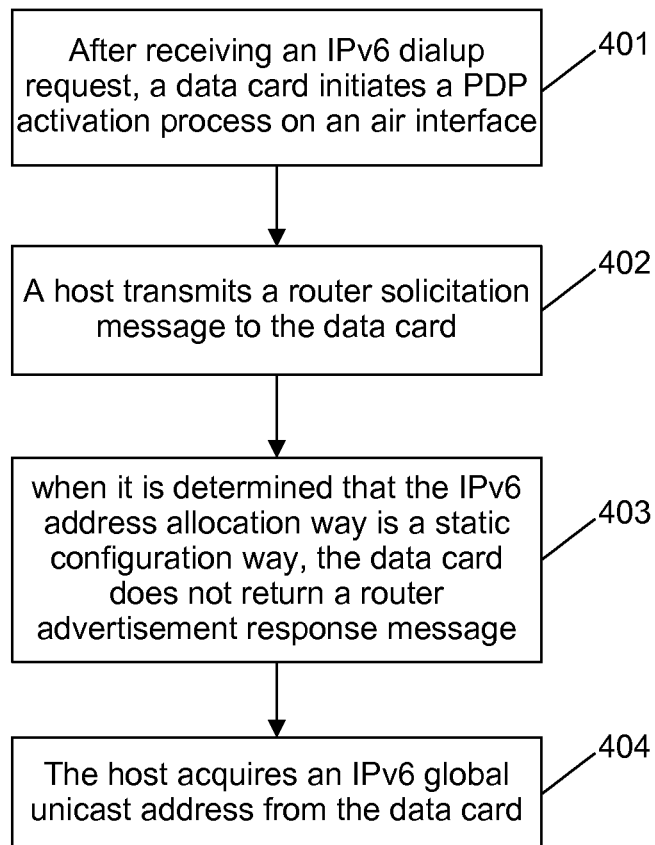 After receiving an IPv6 dialup
request, a data card initiates a PDP
activation process on an air interface
401
A host transmits a router solicitation
message to the data card
402
when it is determined that the IPv6
address allocation way is a static
configuration way, the data card
does not return a router
advertisement response message
403
The host acquires an IPv6 global
unicast address from the data card
404